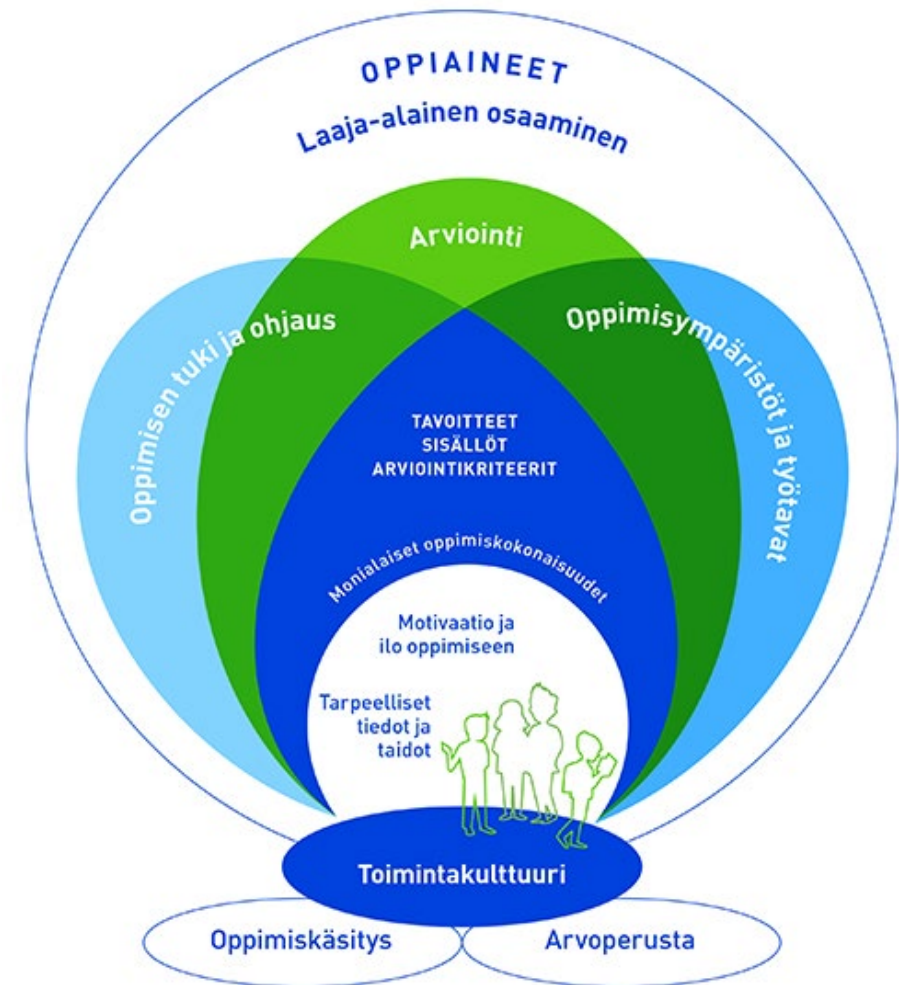 OPPIAINEET
Laaja-alainen osaaminen
Arviointi
Oppimisen tuki ja ohjaus
Oppimisympäristöt ja työtavat
TAVOITTEET
SISÄLLÖT
ARVIOINTIKRITEERIT
Monialaiset oppimiskokonaisuudet
Motivaatio ja
ilo oppimiseen
Tarpeelliset
tiedot ja
taidot
Toimintakulttuuri
Oppimiskäsitys
Arvoperusta